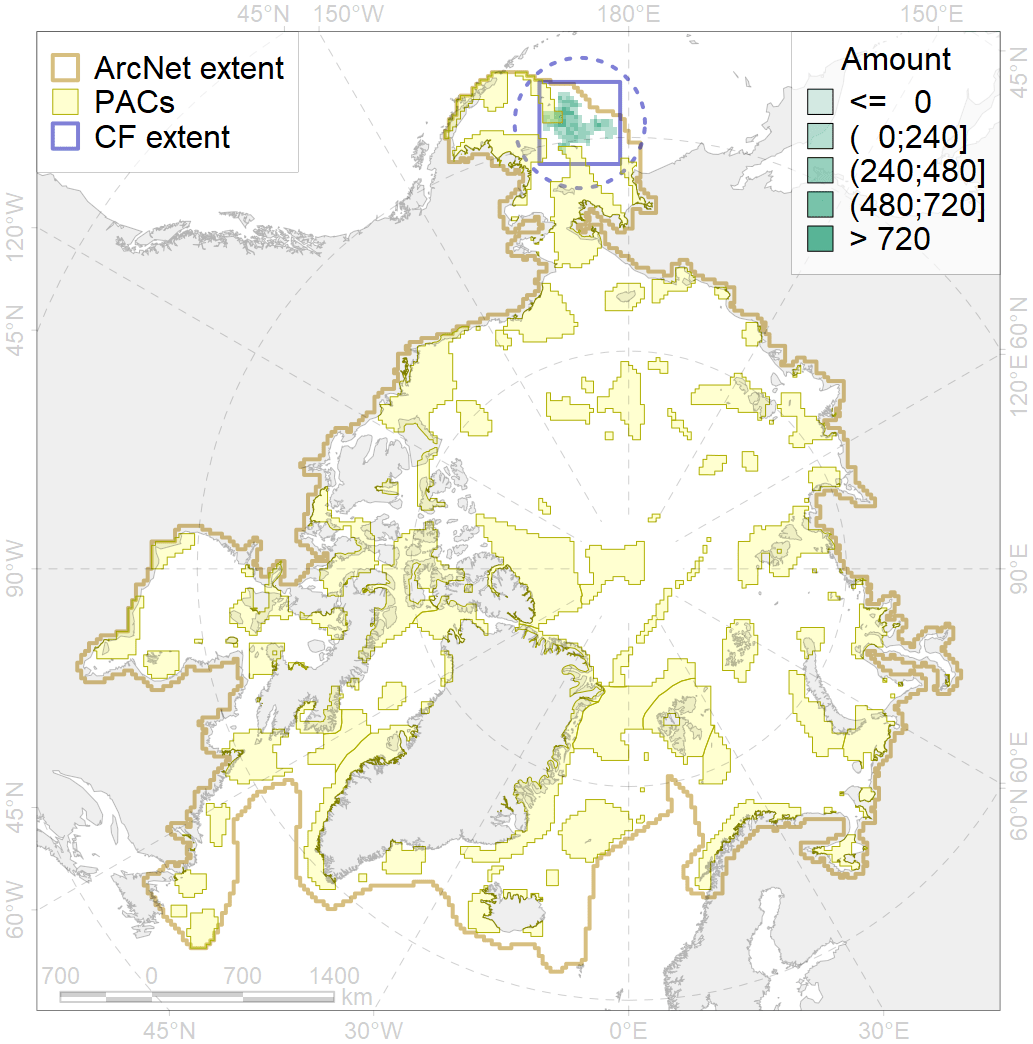 45°N 150°W 180°E 150°E
ArcNet extent
PACs
CF extent
Amount
<= 0
( 0;240]
(240;480]
(480;720]
> 720
45°N
120°W
45°N
60°N
120°E
90°W
90°E
45°N
60°N
60°W
60°E
700 0 700 1400
km
45°N 30°W 0°E 30°E